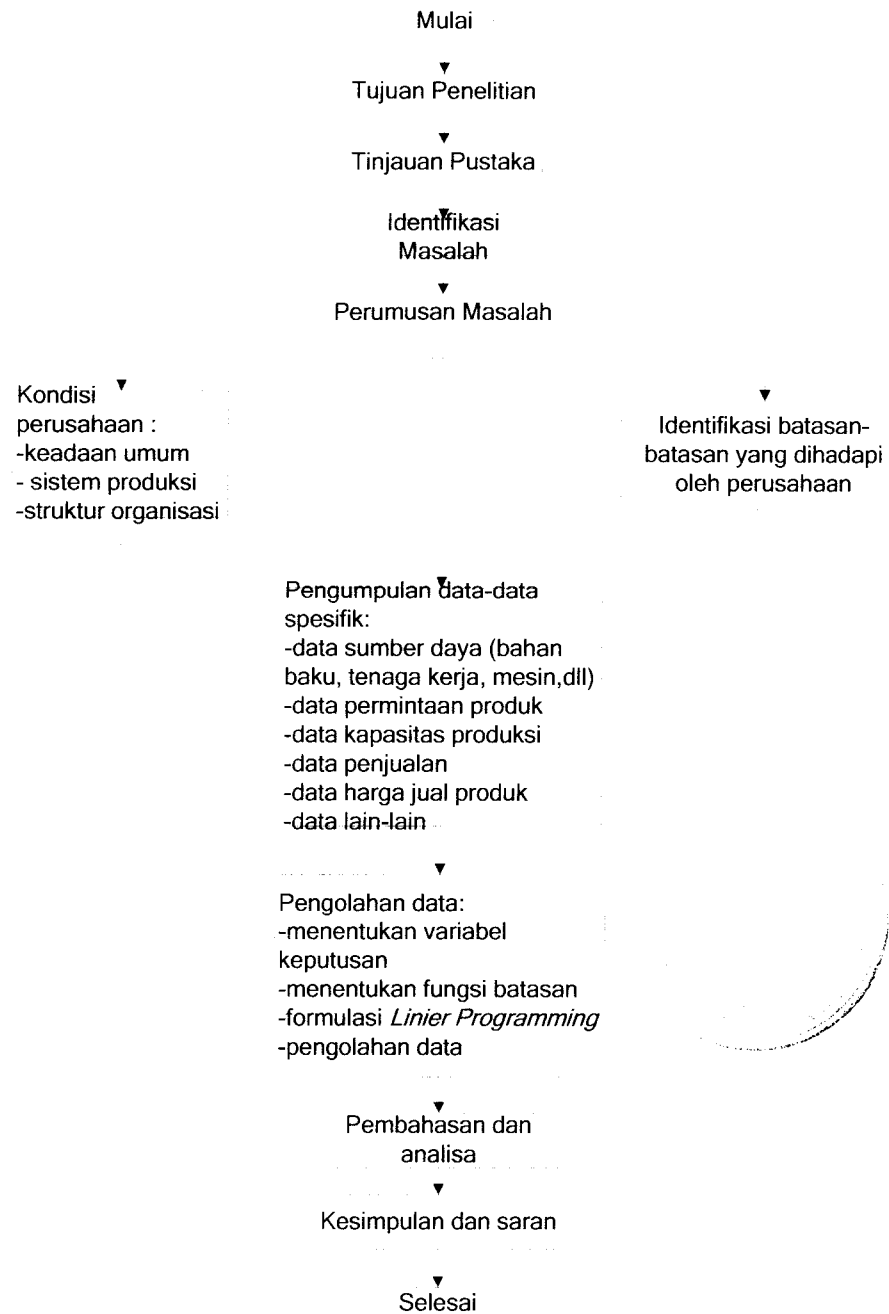 Mulai
Tujuan Penelitian
Tinjauan Pustaka
Identifikasi
Masalah
Perumusan Masalah
Kondisi
perusahaan :
-keadaan umum
- sistem produksi
-struktur organisasi
Identifikasi batasan-
batasan yang dihadapi
oleh perusahaan
Pengumpulan data-data
spesifik:
-data sumber daya (bahan
baku, tenaga kerja, mesin,dll)
-data permintaan produk
-data kapasitas produksi
-data penjualan
-data harga jual produk
-data lain-lain
Pengolahan data:
-menentukan variabel
keputusan
-menentukan fungsi batasan
-formulasi Linier Programming
-pengolahan data
Pembahasan dan
analisa
Kesimpulan dan saran
Selesai